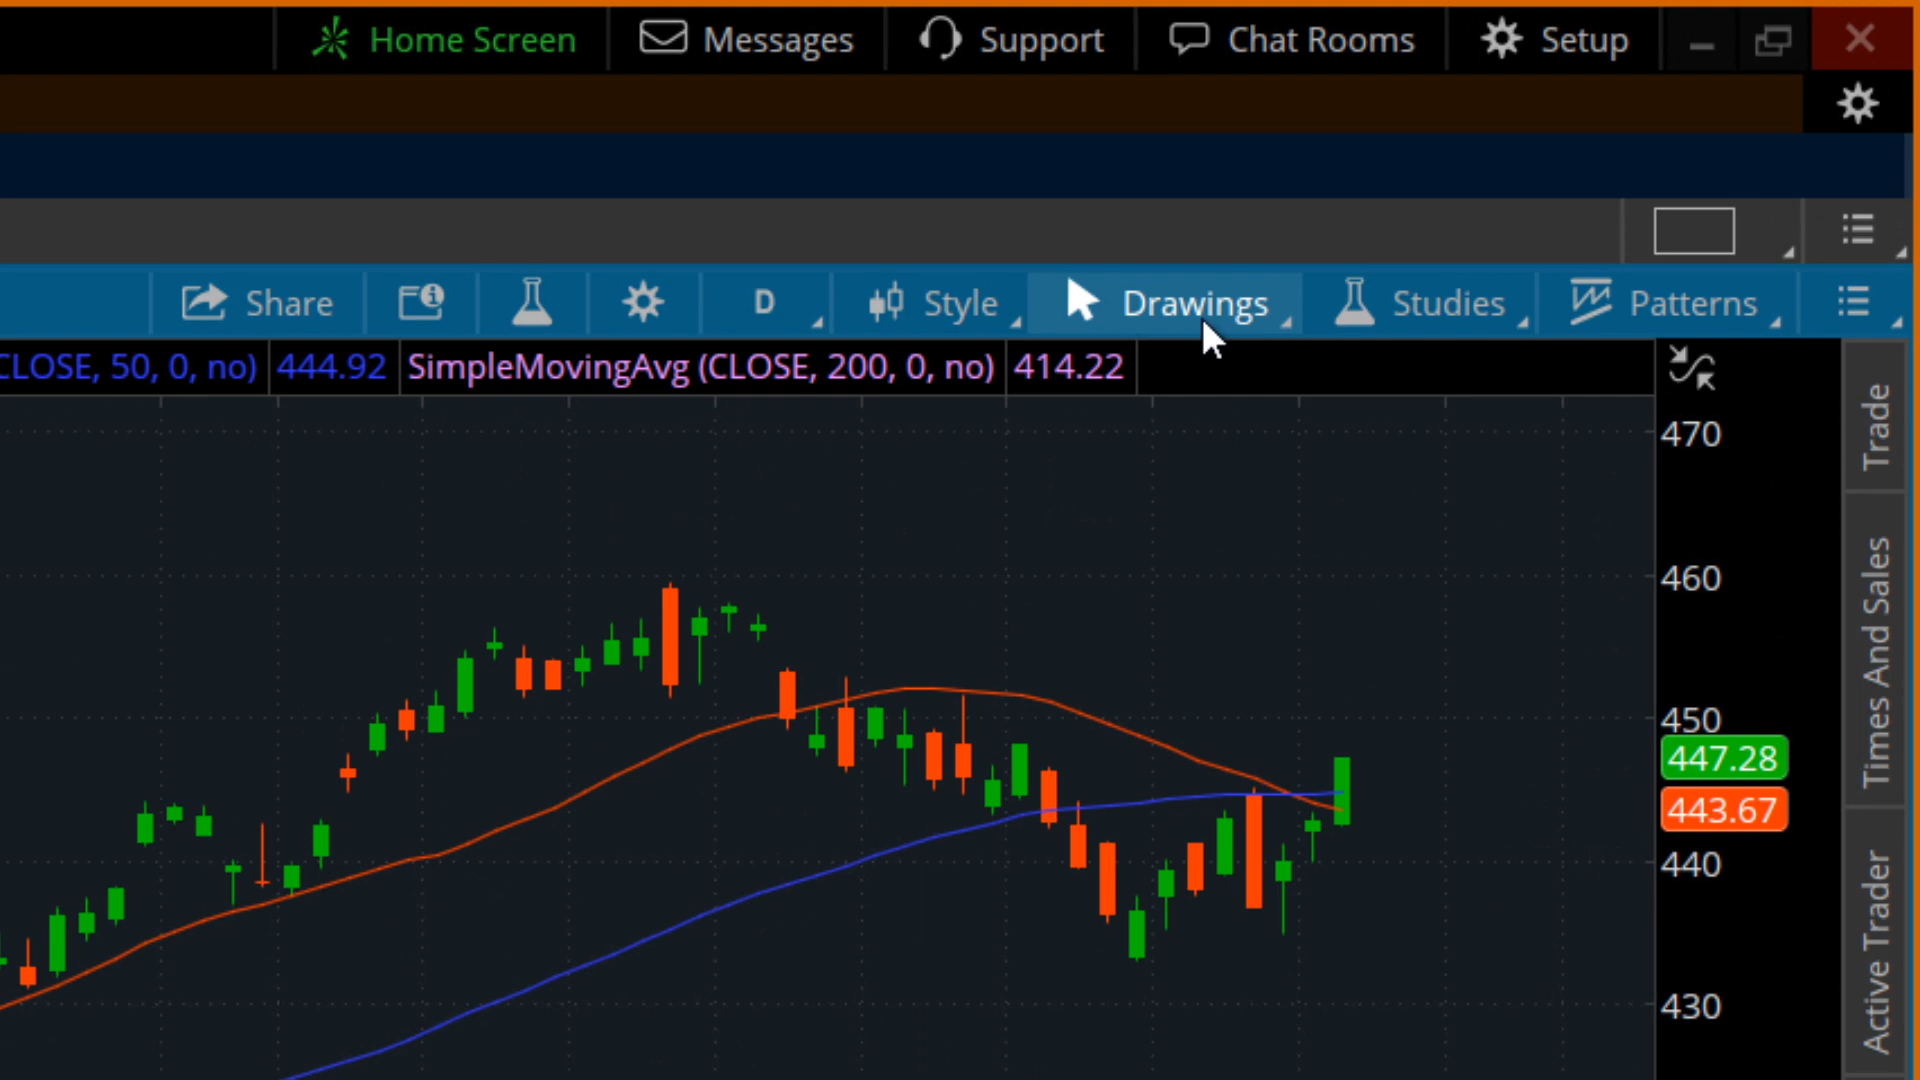 Home Screen Messages Support Chat Rooms Setup
Share D Style Drawings Studies Patterns
CLOSE, 50, 0, no) 444.92 SimpleMovingAvg (CLOSE, 200, 0, no) 414.22
470
460
450
447.28
443.67
440
430
Trade
Times And Sales
Active Trader